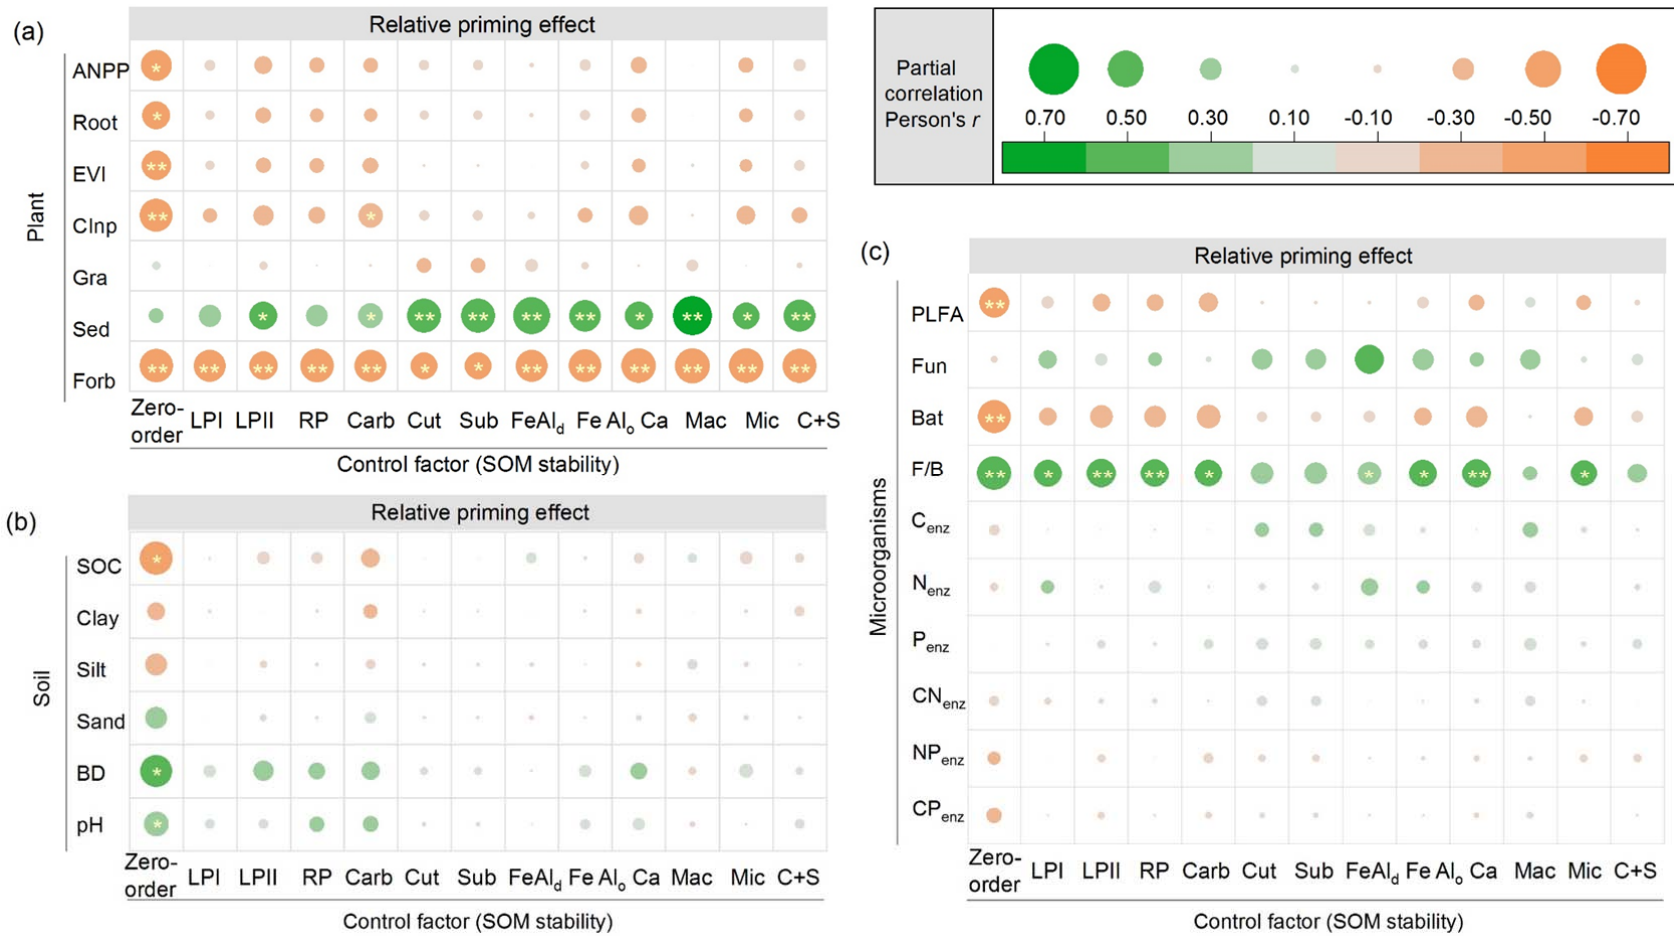 (a)
Relative priming effect
Plant
ANPP
Root
EVI
Clnp
Gra
Sed
Forb
* 
*
**
** *
* * ** ** ** ** * ** * **
** ** ** ** ** * * ** ** ** ** ** **
Zero-order LPI LPII RP Carb Cut Sub FeAld Fe Alo Ca Mac Mic C+S
Control factor (SOM stability)
Partial
correlation
Person's r
0.70 0.50 0.30 0.10 -0.10 -0.30 -0.50 -0.70
(b)
Relative priming effect
Soil
SOC
Clay
Silt
Sand
BD
pH
*
*
*
Zero-order LPI LPII RP Carb Cut Sub FeAld Fe Alo Ca Mac Mic C+S
Control factor (SOM stability)
(c)
Relative priming effect
Microorganisms
PLFA
Fun
Bat
F/B
Cenz
Nenz
Penz
CNenz
NPenz
CPenz
**
**
** * ** ** * * * ** *
Zero-order LPI LPII RP Carb Cut Sub FeAld Fe Alo Ca Mac Mic C+S
Control factor (SOM stability)